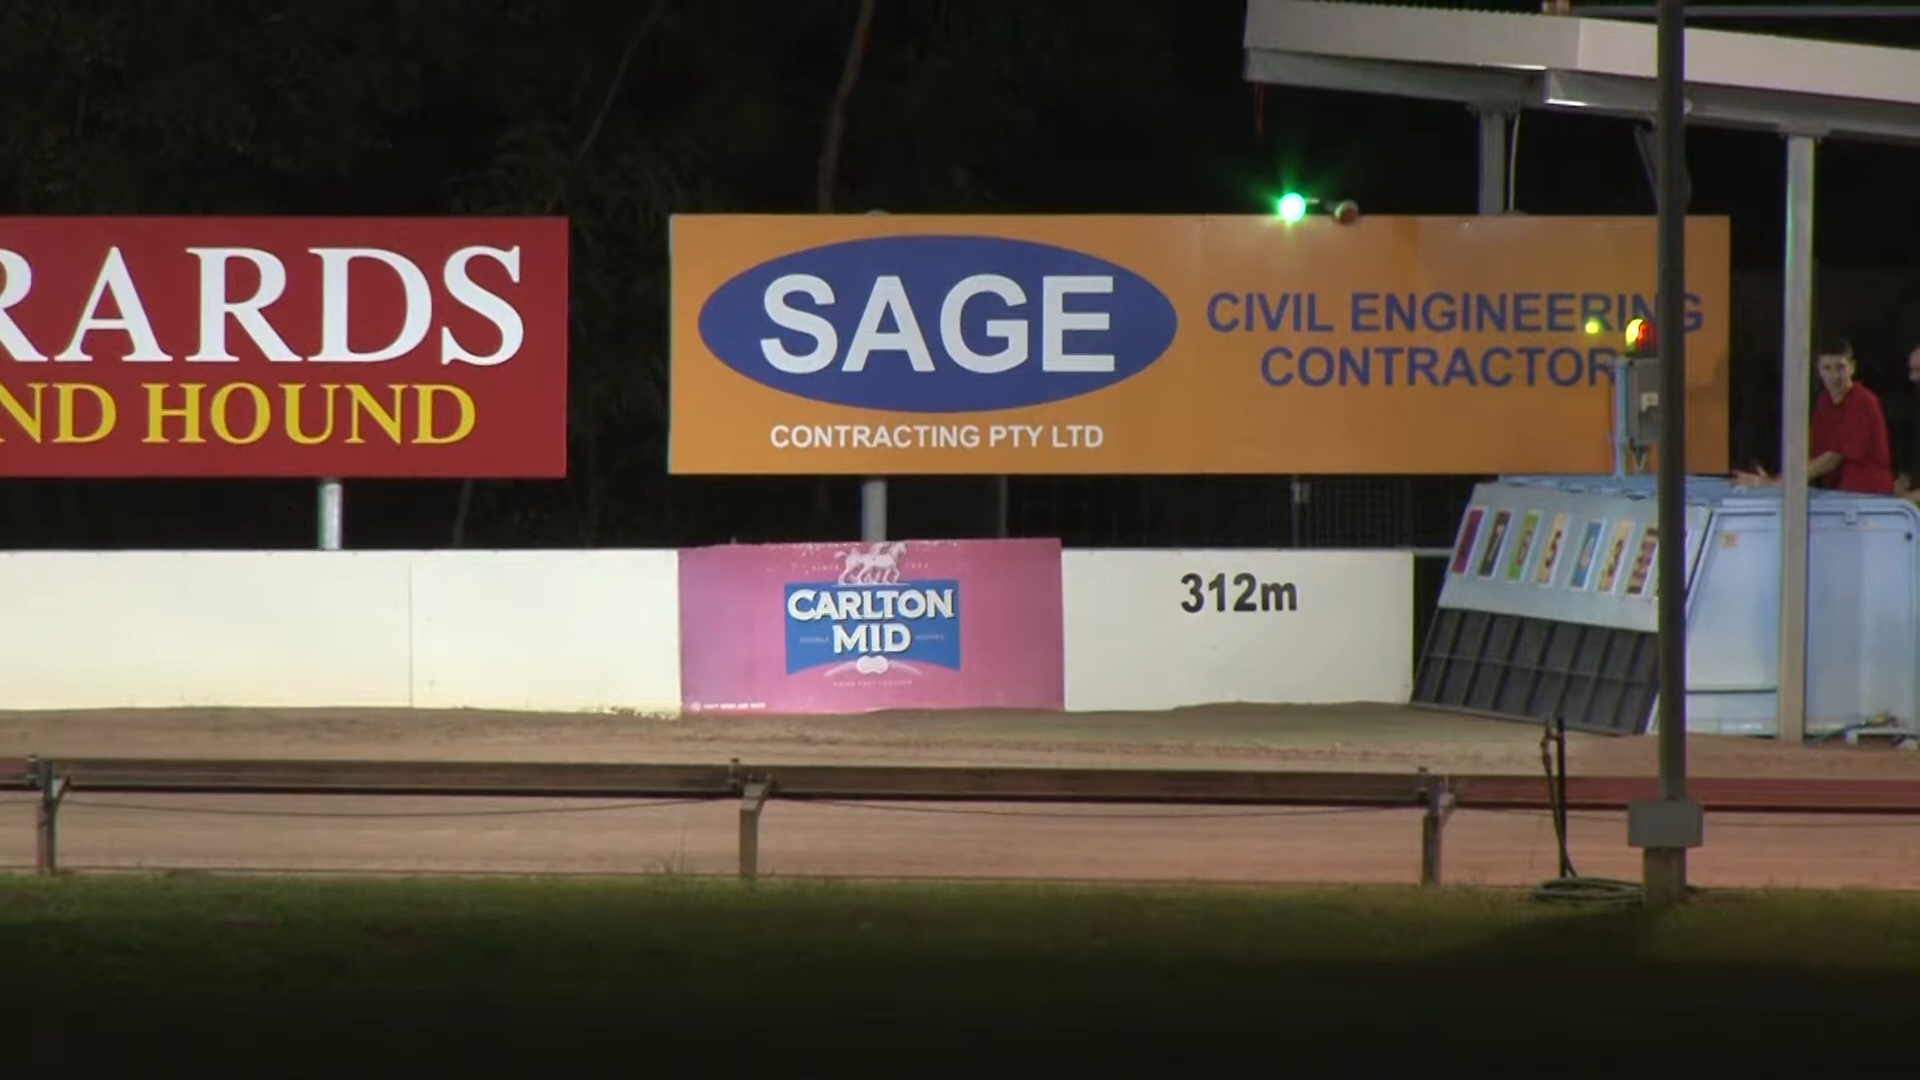 RARDS
ND HOUND
SAGE
CONTRACTING PTY LTD
CIVIL ENGINEERING
CONTRACTOR
CARLTON
MID
312m